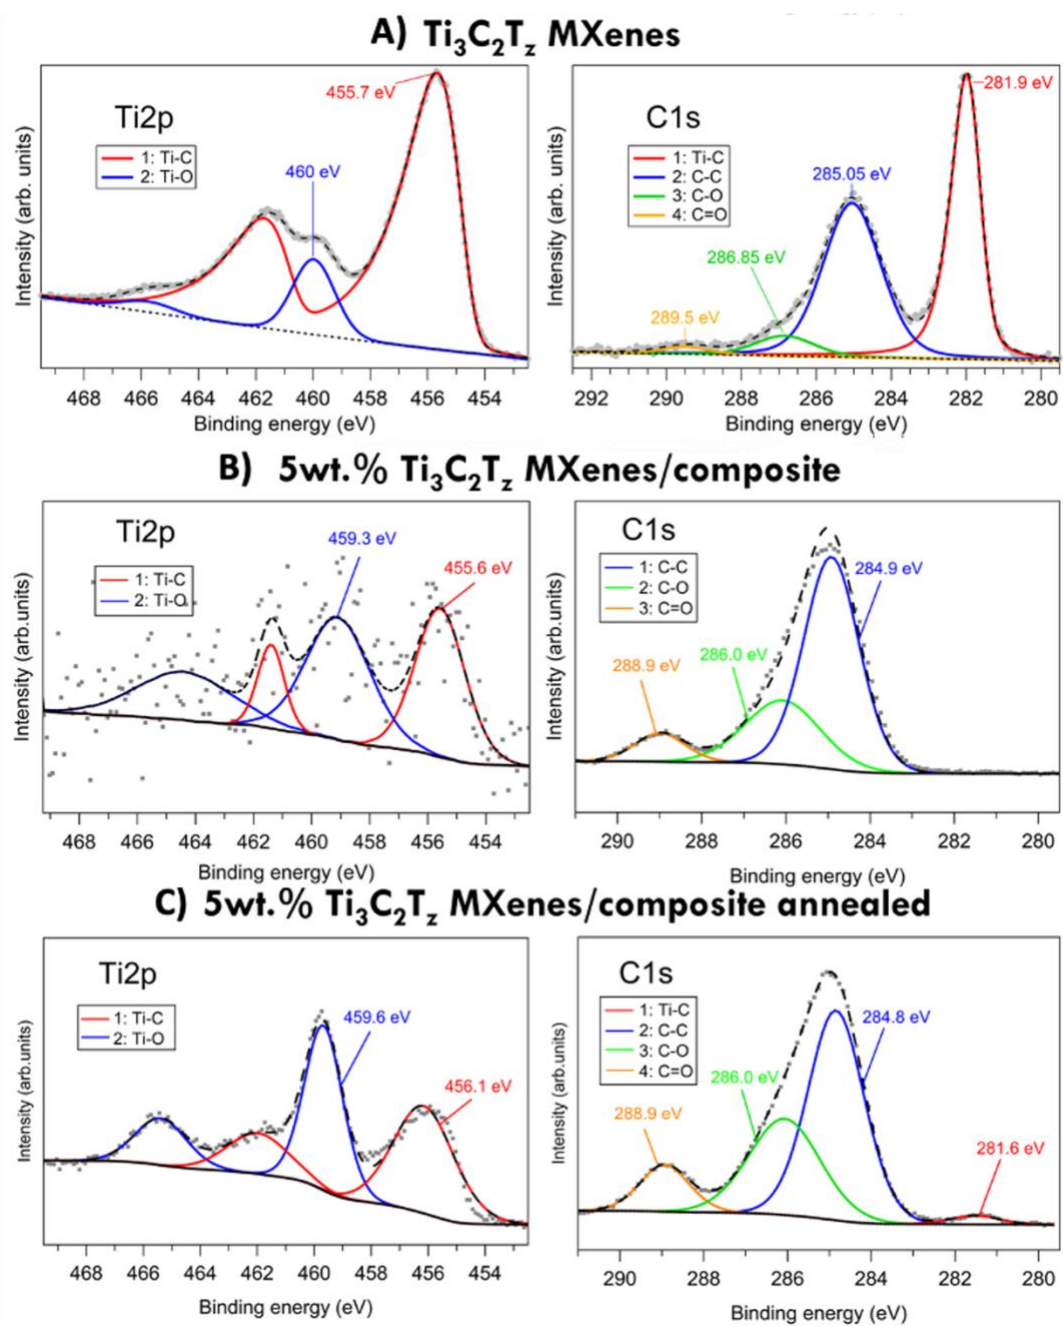 A) Ti₃C₂T_z MXenes
Ti2p
1: Ti-C
2: Ti-O
455.7 eV
460 eV
Intensity (arb. units)
468 466 464 462 460 458 456 454
Binding energy (eV)
C1s
1: Ti-C
2: C-C
3: C-O
4: C=O
281.9 eV
285.05 eV
286.85 eV
289.5 eV
Intensity (arb. units)
292 290 288 286 284 282 280
Binding energy (eV)
B) 5wt.% Ti₃C₂T_z MXenes/composite
Ti2p
1: Ti-C
2: Ti-O
459.3 eV
455.6 eV
Intensity (arb.units)
468 466 464 462 460 458 456 454
Binding energy (eV)
C1s
1: C-C
2: C-O
3: C=O
284.9 eV
286.0 eV
288.9 eV
Intensity (arb.units)
290 288 286 284 282 280
Binding energy (eV)
C) 5wt.% Ti₃C₂T_z MXenes/composite annealed
Ti2p
1: Ti-C
2: Ti-O
459.6 eV
456.1 eV
Intensity (arb.units)
468 466 464 462 460 458 456 454
Binding energy (eV)
C1s
1: Ti-C
2: C-C
3: C-O
4: C=O
284.8 eV
286.0 eV
288.9 eV
281.6 eV
Intensity (arb.units)
290 288 286 284 282 280
Binding energy (eV)